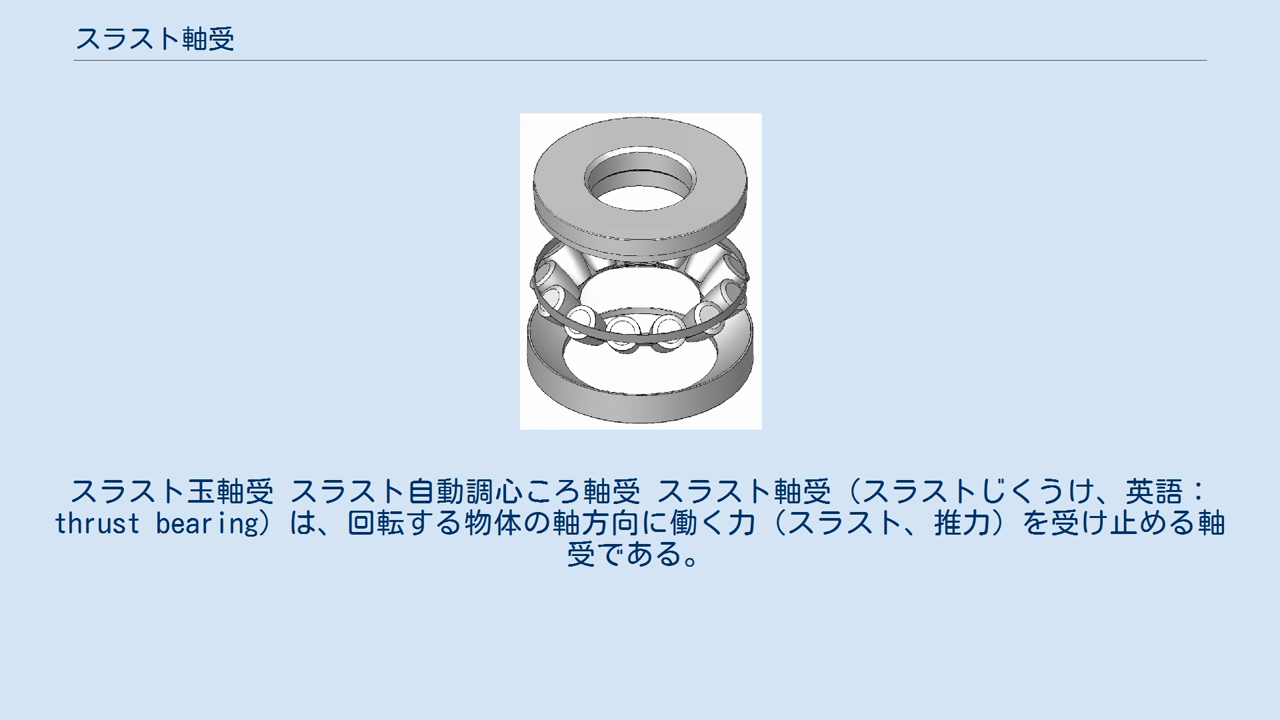 スラスト軸受
スラスト玉軸受 スラスト自動調心ころ軸受 スラスト軸受（スラストじくうけ、英語：
thrust bearing）は、回転する物体の軸方向に働く力（スラスト、推力）を受け止める軸
受である。